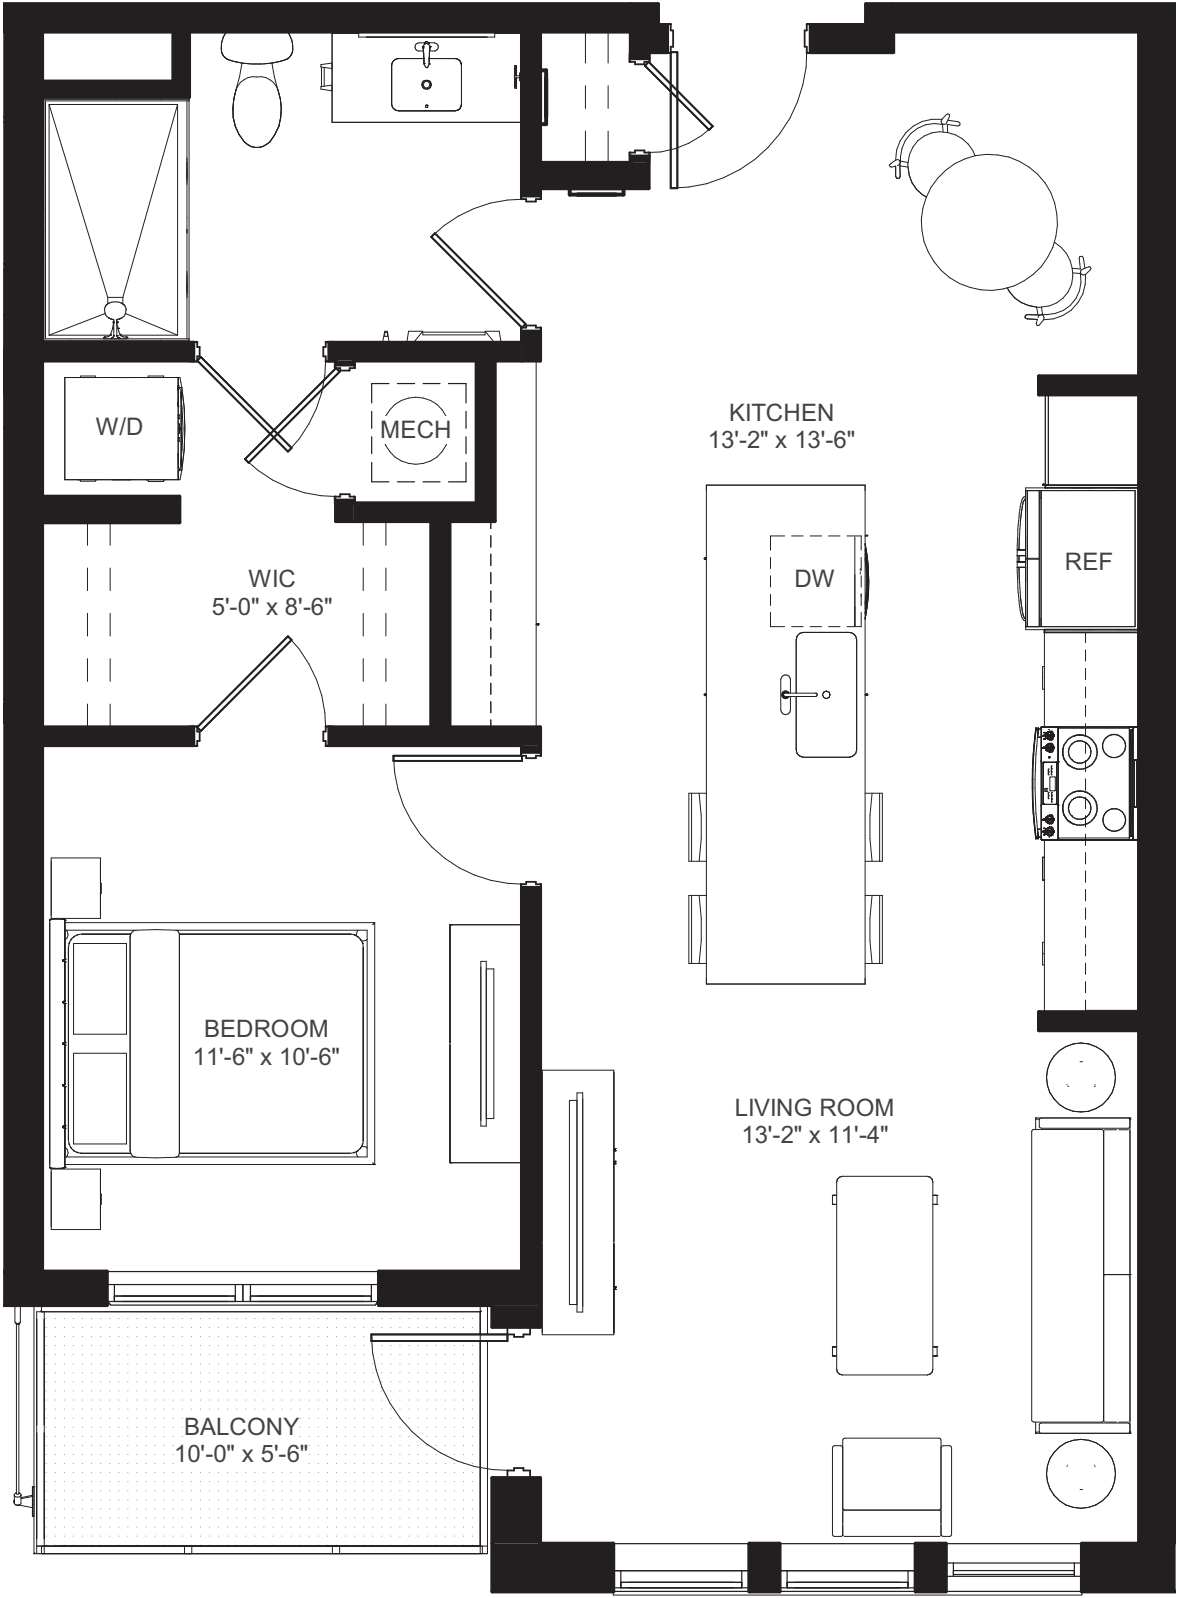 KITCHEN
13'-2" x 13'-6"
W/D
MECH
REF
DW
WIC
5'-0" x 8'-6"
BEDROOM
11'-6" x 10'-6"
LIVING ROOM
13'-2" x 11'-4"
BALCONY
10'-0" x 5'-6"